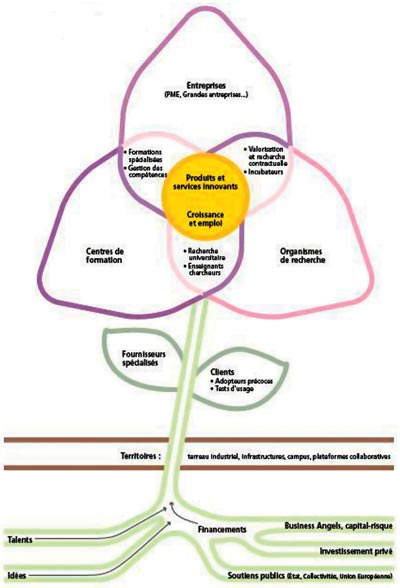 Entreprises
(PME, Grandes entreprises...)
• Formations
spécialisées
• Gestion des
compétences
• Valorisation
et recherche
contractuelle
• Incubateurs
Produits et
services innovants
Croissance
et emploi
Centres de
formation
• Recherche
universitaire
• Enseignants
chercheurs
Organismes
de recherche
Fournisseurs
spécialisés
Clients
• Adopteurs précoces
• Tests d'usage
Territoires : terreau industriel, infrastructures, campus, plateformes collaboratives
Talents
Idées
Financements
Business Angels, capital-risque
Investissement privé
Soutiens publics (État, Collectivités, Union Européenne)